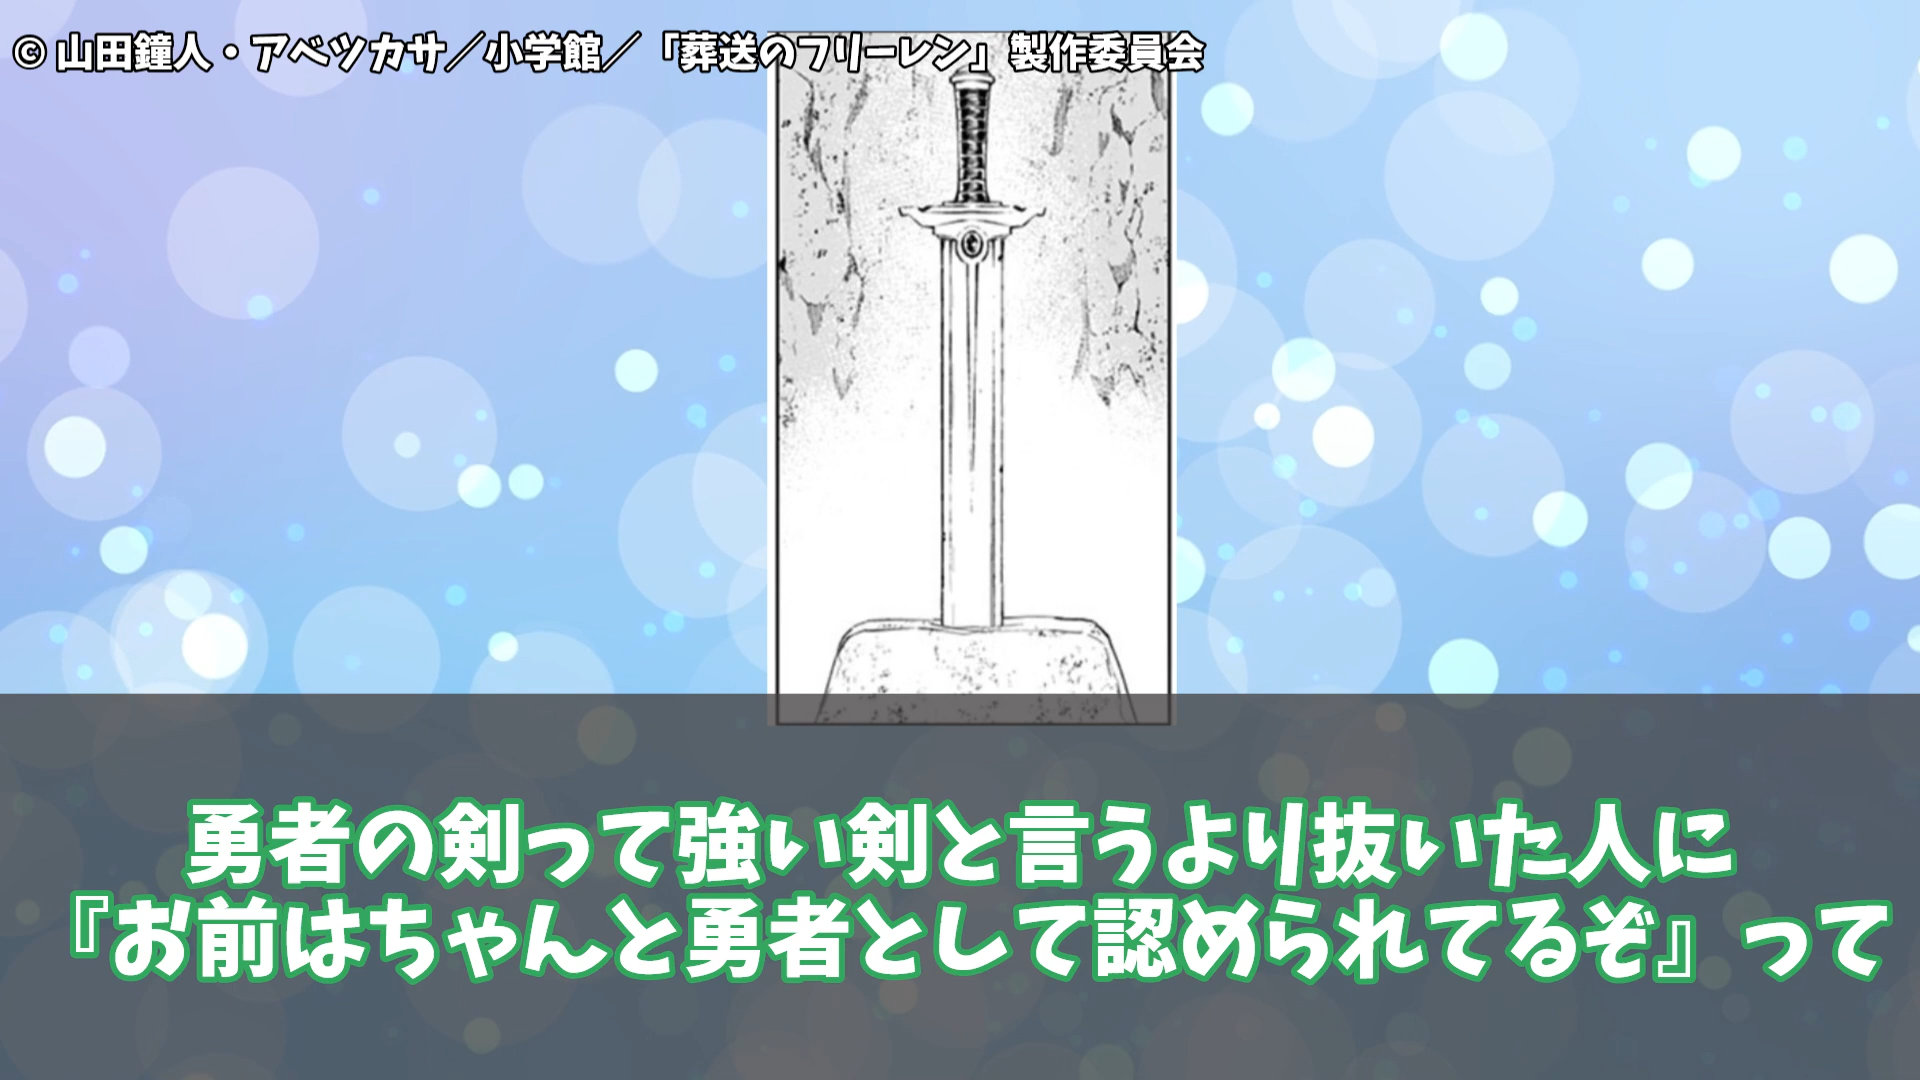 © 山田鐘人・アベツカサ／小学館／「葬送のフリーレン」製作委員会
勇者の剣って強い剣と言うより抜いた人に
『お前はちゃんと勇者として認められてるぞ』って